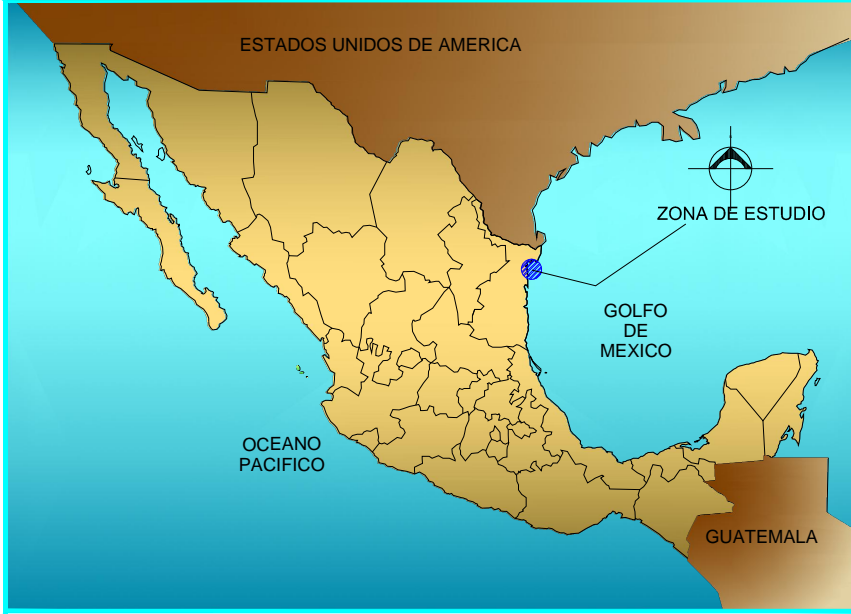 ESTADOS UNIDOS DE AMERICA
ZONA DE ESTUDIO
GOLFO
DE
MEXICO
OCEANO
PACIFICO
GUATEMALA